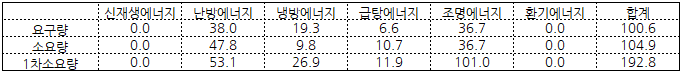 신재생에너지 난방에너지 냉방에너지 급탕에너지 조명에너지 환기에너지 합계
요구량 0.0 38.0 19.3 6.6 36.7 0.0 100.6
소요량 0.0 47.8 9.8 10.7 36.7 0.0 104.9
1차소요량 0.0 53.1 26.9 11.9 101.0 0.0 192.8